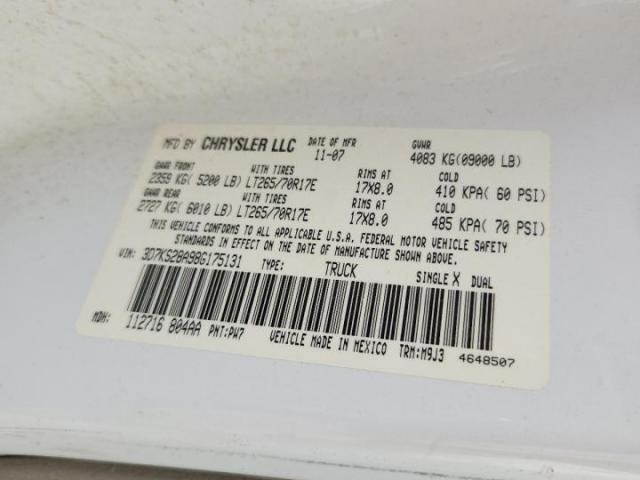 MFD BY CHRYSLER LLC DATE OF MFR 11-07 GVWR 4083 KG(09000 LB)
GAWR FRONT WITH TIRES RIMS AT COLD
2359 KG( 5200 LB) LT265/70R17E 17X8.0 410 KPA( 60 PSI)
GAWR REAR WITH TIRES RIMS AT COLD
2727 KG( 6010 LB) LT265/70R17E 17X8.0 485 KPA( 70 PSI)
THIS VEHICLE CONFORMS TO ALL APPLICABLE U.S.A. FEDERAL MOTOR VEHICLE SAFETY
STANDARDS IN EFFECT ON THE DATE OF MANUFACTURE SHOWN ABOVE.
VIN: 3D7KS28A98G175131 TYPE: TRUCK SINGLE X DUAL
MDH: 112716 804AA PNT:PW7 VEHICLE MADE IN MEXICO TRM:M9J3 4648507